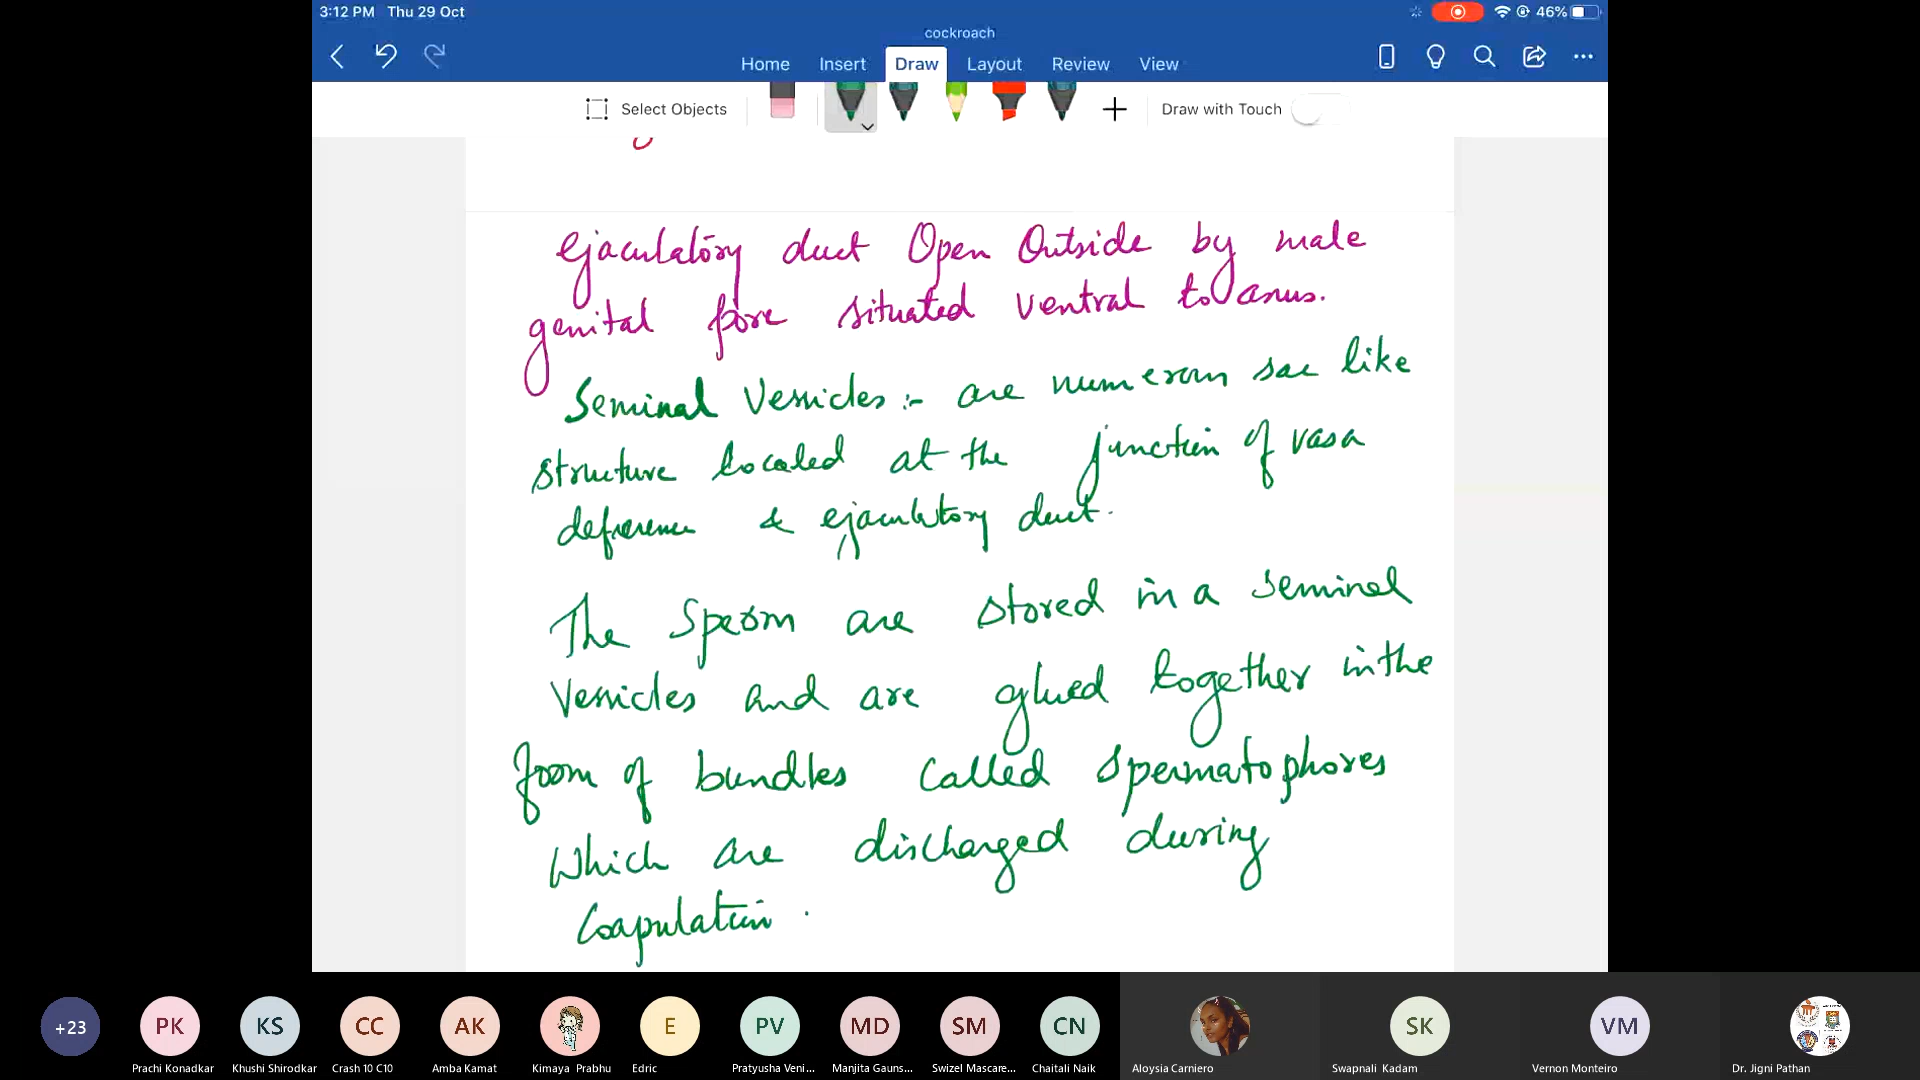 3:12 PM Thu 29 Oct
46%
cockroach
Home Insert Draw Layout Review View
Select Objects
Draw with Touch
Ejaculatory duct Open Outside by male
genital pore situated ventral to anus.
Seminal Vesicles :- are numerous sac like
structure located at the junction of vasa
deference & ejaculatory duct.
The Sperm are stored in a seminal
Vesicles and are glued together in the
form of bundles called spermatophores
Which are discharged during
Coapulation.
+23 PK KS CC AK E PV MD SM CN SK VM
Prachi Konadkar Khushi Shirodkar Crash 10 C10 Amba Kamat Kimaya Prabhu Edric Pratyusha Veni... Manjita Gauns... Swizel Mascare... Chaitali Naik Aloysia Carniero Swapnali Kadam Vernon Monteiro Dr. Jigni Pathan